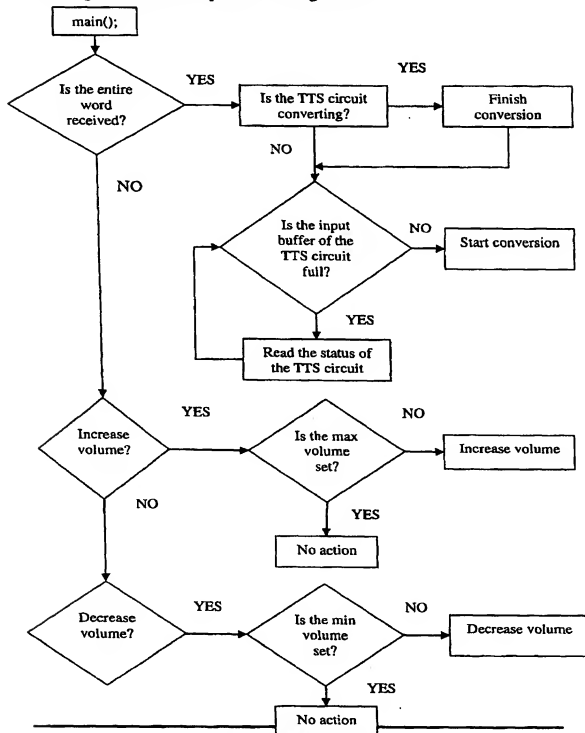 main();
Is the entire
word
received?
YES
Is the TTS circuit
converting?
YES
Finish
conversion
NO
NO
Is the input
buffer of the
TTS circuit
full?
NO
Start conversion
YES
Read the status of
the TTS circuit
Increase
volume?
YES
Is the max
volume
set?
NO
Increase volume
YES
No action
NO
Decrease
volume?
YES
Is the min
volume
set?
NO
Decrease volume
YES
No action